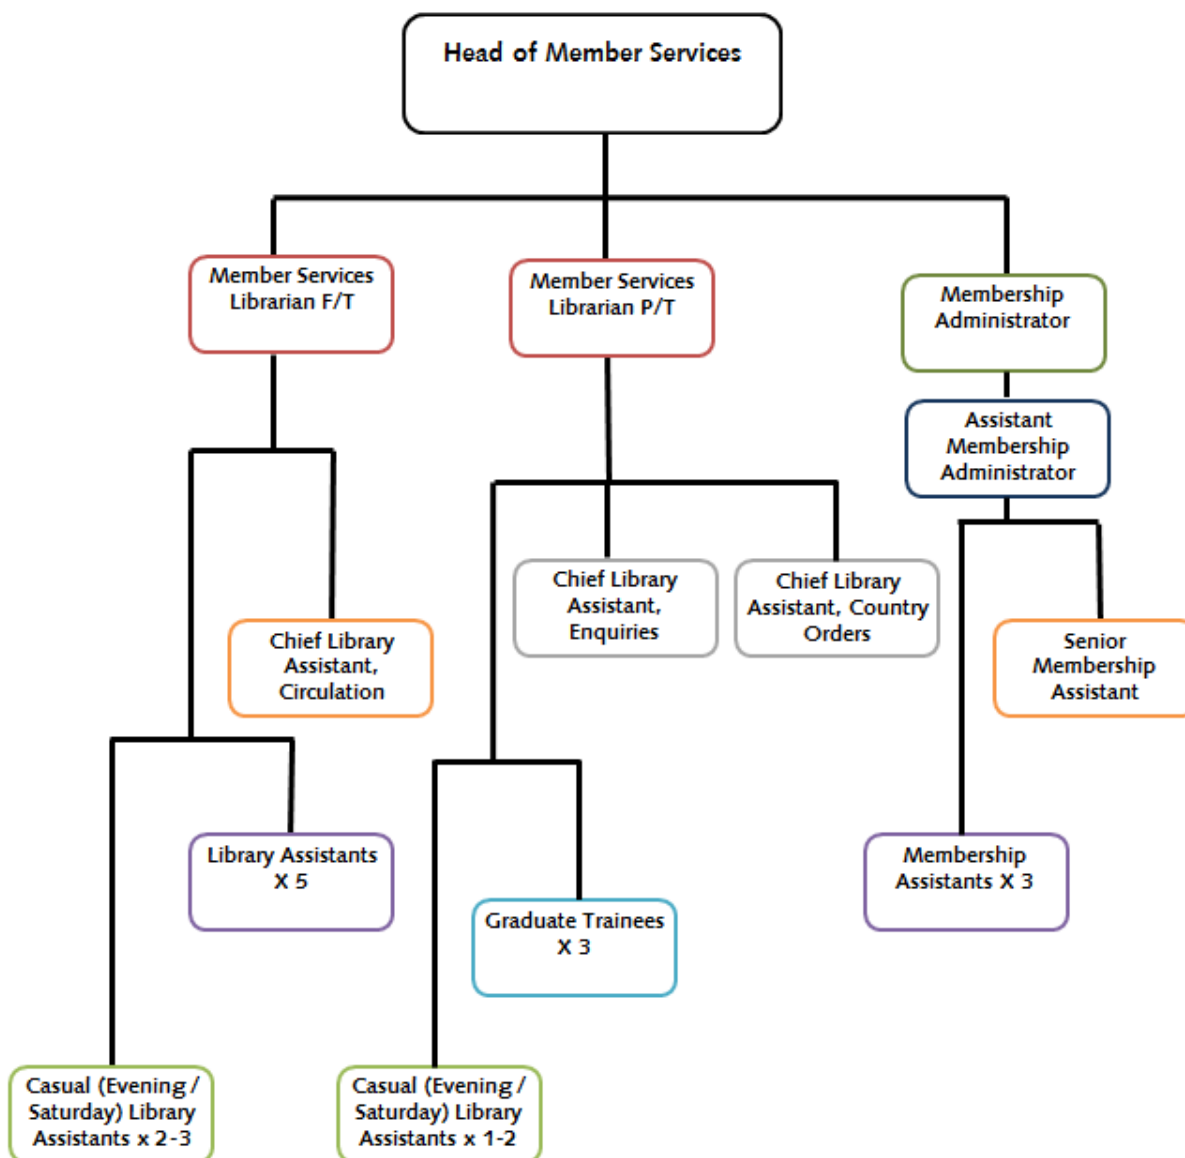 Head of Member Services
Member Services
Librarian F/T
Member Services
Librarian P/T
Membership
Administrator
Assistant
Membership
Administrator
Chief Library
Assistant,
Enquiries
Chief Library
Assistant, Country
Orders
Chief Library
Assistant,
Circulation
Senior
Membership
Assistant
Library Assistants
X 5
Membership
Assistants X 3
Graduate Trainees
X 3
Casual (Evening /
Saturday) Library
Assistants x 2-3
Casual (Evening /
Saturday) Library
Assistants x 1-2